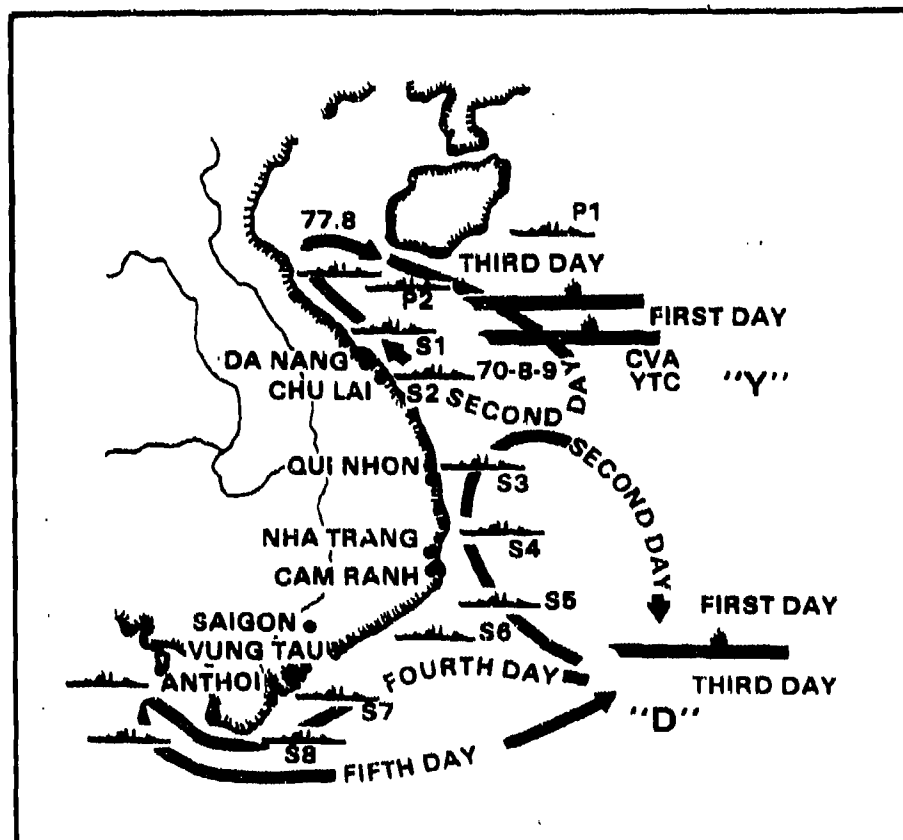 P1
77.8
THIRD DAY
P2
FIRST DAY
S1
CVA
YTC
"Y"
DA NANG
CHU LAI
S2
70-8-9
SECOND DAY
QUI NHON
S3
SECOND DAY
NHA TRANG
S4
CAM RANH
S5
FIRST DAY
SAIGON
S6
VUNG TAU
FOURTH DAY
ANTHOI
THIRD DAY
S7
"D"
S8
FIFTH DAY